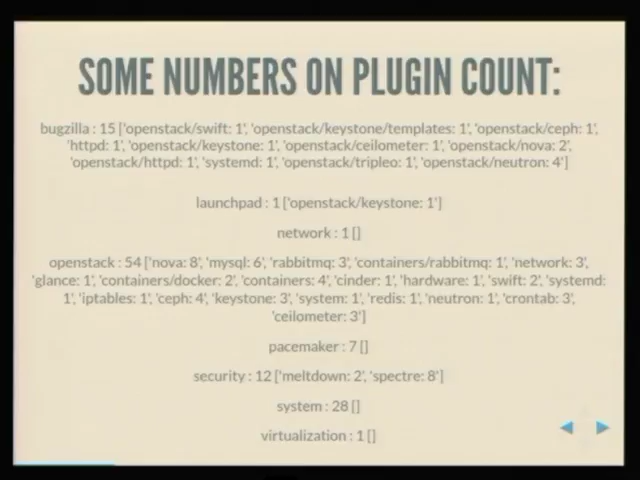 SOME NUMBERS ON PLUGIN COUNT:
bugzilla : 15 ['openstack/swift: 1', 'openstack/keystone/templates: 1', 'openstack/ceph: 1',
'httpd: 1', 'openstack/keystone: 1', 'openstack/ceilometer: 1', 'openstack/nova: 2',
'openstack/httpd: 1', 'systemd: 1', 'openstack/tripleo: 1', 'openstack/neutron: 4']
launchpad : 1 ['openstack/keystone: 1']
network : 1 []
openstack : 54 ['nova: 8', 'mysql: 6', 'rabbitmq: 3', 'containers/rabbitmq: 1', 'network: 3',
'glance: 1', 'containers/docker: 2', 'containers: 4', 'cinder: 1', 'hardware: 1', 'swift: 2', 'systemd:
1', 'iptables: 1', 'ceph: 4', 'keystone: 3', 'system: 1', 'redis: 1', 'neutron: 1', 'crontab: 3',
'ceilometer: 3']
pacemaker : 7 []
security : 12 ['meltdown: 2', 'spectre: 8']
system : 28 []
virtualization : 1 []